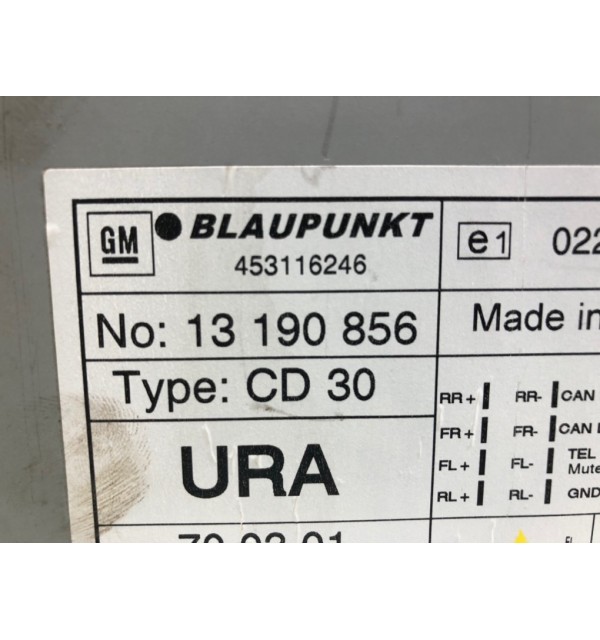 GM BLAUPUNKT
453116246
e1 022
No: 13 190 856
Made in
Type: CD 30
URA
RR+ RR- CAN
FR+ FR- CAN
FL+ FL- TEL
Mute
RL+ RL- GND